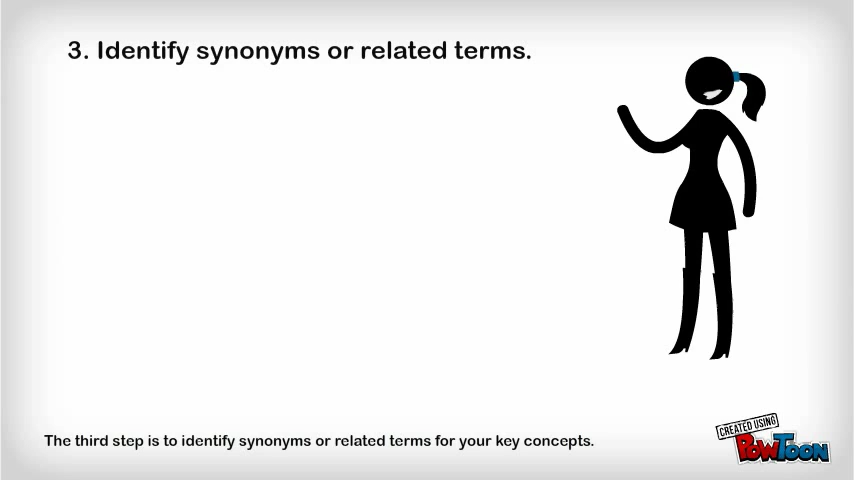 3. Identify synonyms or related terms.
The third step is to identify synonyms or related terms for your key concepts.
CREATED USING
POWTOON